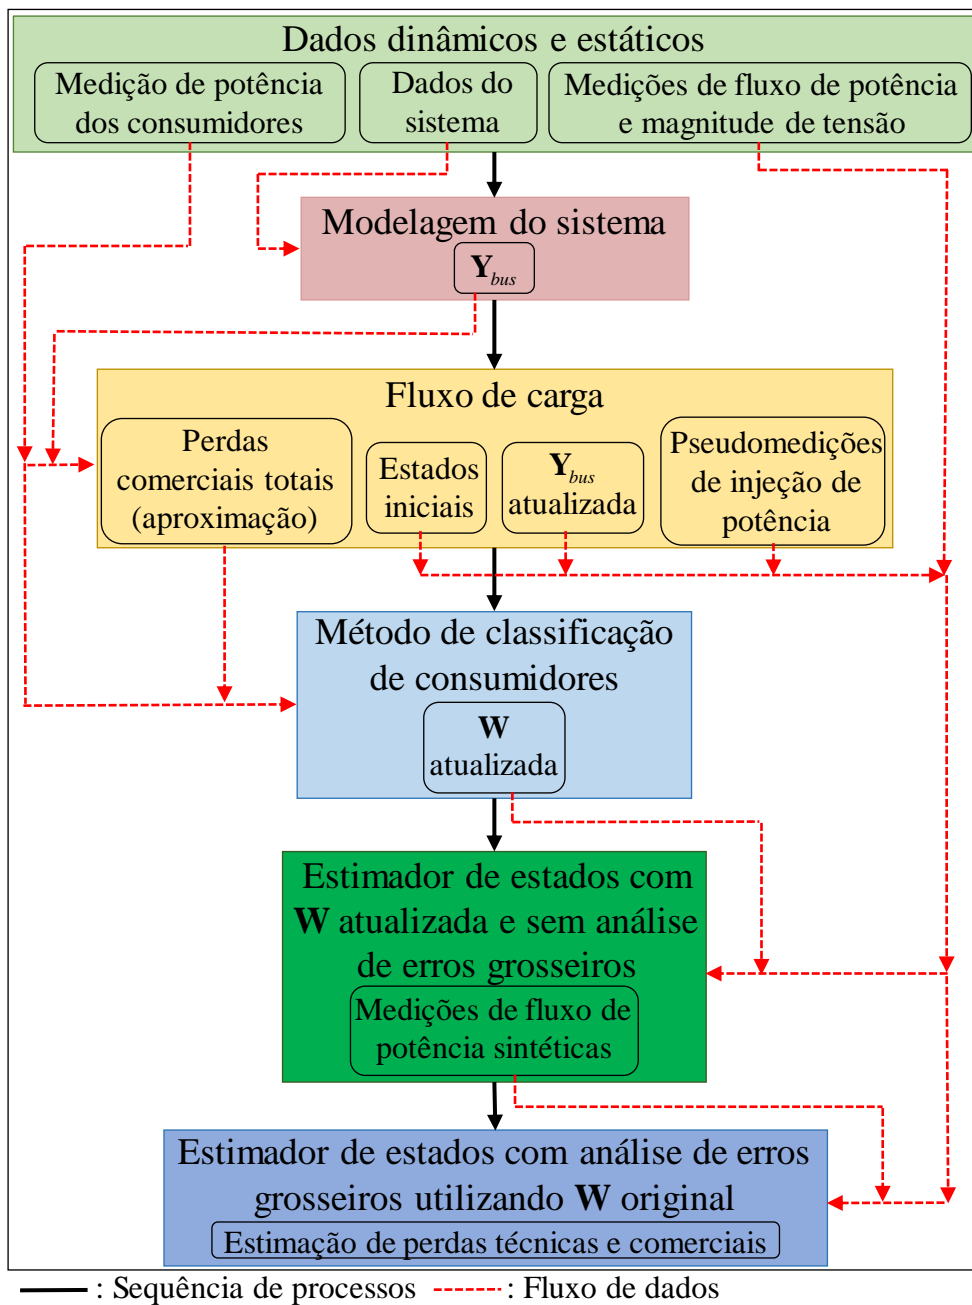 Dados dinâmicos e estáticos
Medição de potência
dos consumidores
Dados do
sistema
Medições de fluxo de potência
e magnitude de tensão
Modelagem do sistema
Y_bus
Fluxo de carga
Perdas
comerciais totais
(aproximação)
Estados
iniciais
Y_bus
atualizada
Pseudomedições
de injeção de
potência
Método de classificação
de consumidores
W
atualizada
Estimador de estados com
W atualizada e sem análise
de erros grosseiros
Medições de fluxo de
potência sintéticas
Estimador de estados com análise de erros
grosseiros utilizando W original
Estimação de perdas técnicas e comerciais
: Sequência de processos
: Fluxo de dados